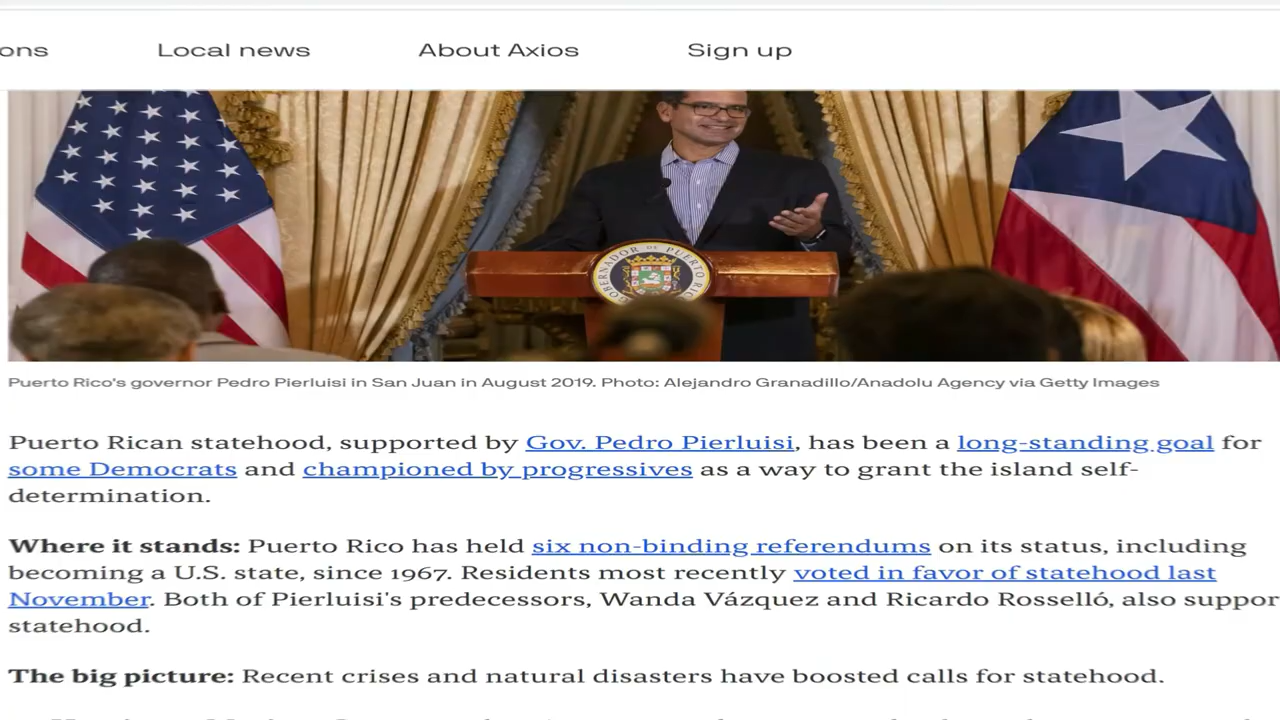 ons Local news About Axios Sign up
GOBERNADOR DE PUERTO RICO
Puerto Rico's governor Pedro Pierluisi in San Juan in August 2019. Photo: Alejandro Granadillo/Anadolu Agency via Getty Images
Puerto Rican statehood, supported by Gov. Pedro Pierluisi, has been a long-standing goal for
some Democrats and championed by progressives as a way to grant the island self-
determination.
Where it stands: Puerto Rico has held six non-binding referendums on its status, including
becoming a U.S. state, since 1967. Residents most recently voted in favor of statehood last
November. Both of Pierluisi's predecessors, Wanda Vázquez and Ricardo Rosselló, also suppor
statehood.
The big picture: Recent crises and natural disasters have boosted calls for statehood.